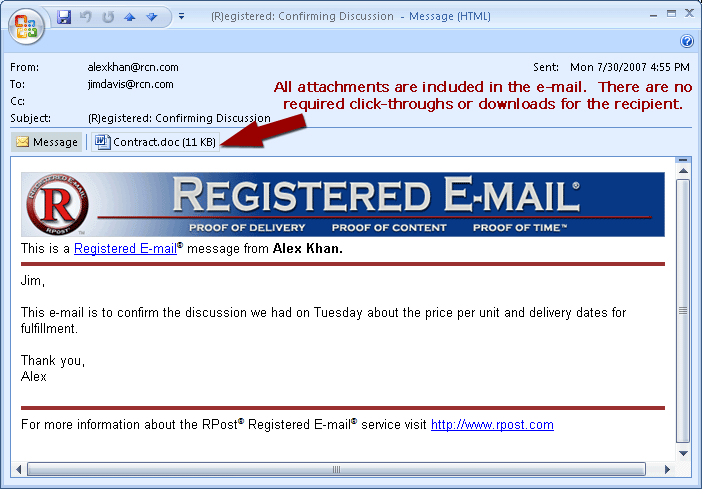 (R)egistered: Confirming Discussion - Message (HTML)
From: alexkhan@rcn.com Sent: Mon 7/30/2007 4:55 PM
To: jimdavis@rcn.com
Cc:
Subject: (R)egistered: Confirming Discussion
All attachments are included in the e-mail. There are no
required click-throughs or downloads for the recipient.
Message Contract.doc (11 KB)
REGISTERED E-MAIL
R
RPOST®
REGISTERED E-MAIL®
PROOF OF DELIVERY PROOF OF CONTENT PROOF OF TIME™
This is a Registered E-mail® message from Alex Khan.
Jim,
This e-mail is to confirm the discussion we had on Tuesday about the price per unit and delivery dates for
fulfillment.
Thank you,
Alex
For more information about the RPost® Registered E-mail® service visit http://www.rpost.com